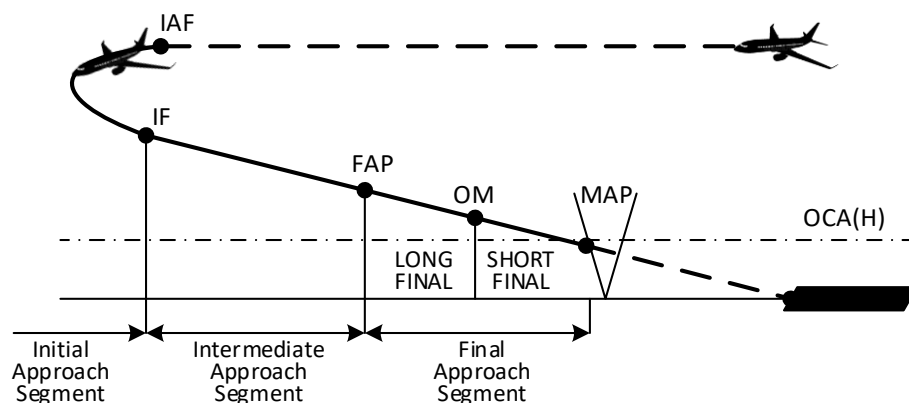 IAF
IF
FAP
OM
MAP
OCA(H)
LONG
FINAL
SHORT
FINAL
Initial
Approach
Segment
Intermediate
Approach
Segment
Final
Approach
Segment